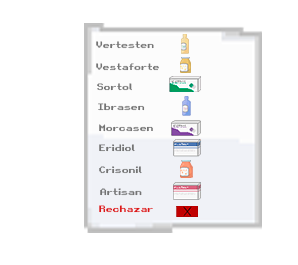 Vertesten
Vestaforte
Sortol
Ibrasen
Morcasen
Eridiol
Crisonil
Artisan
Rechazar X